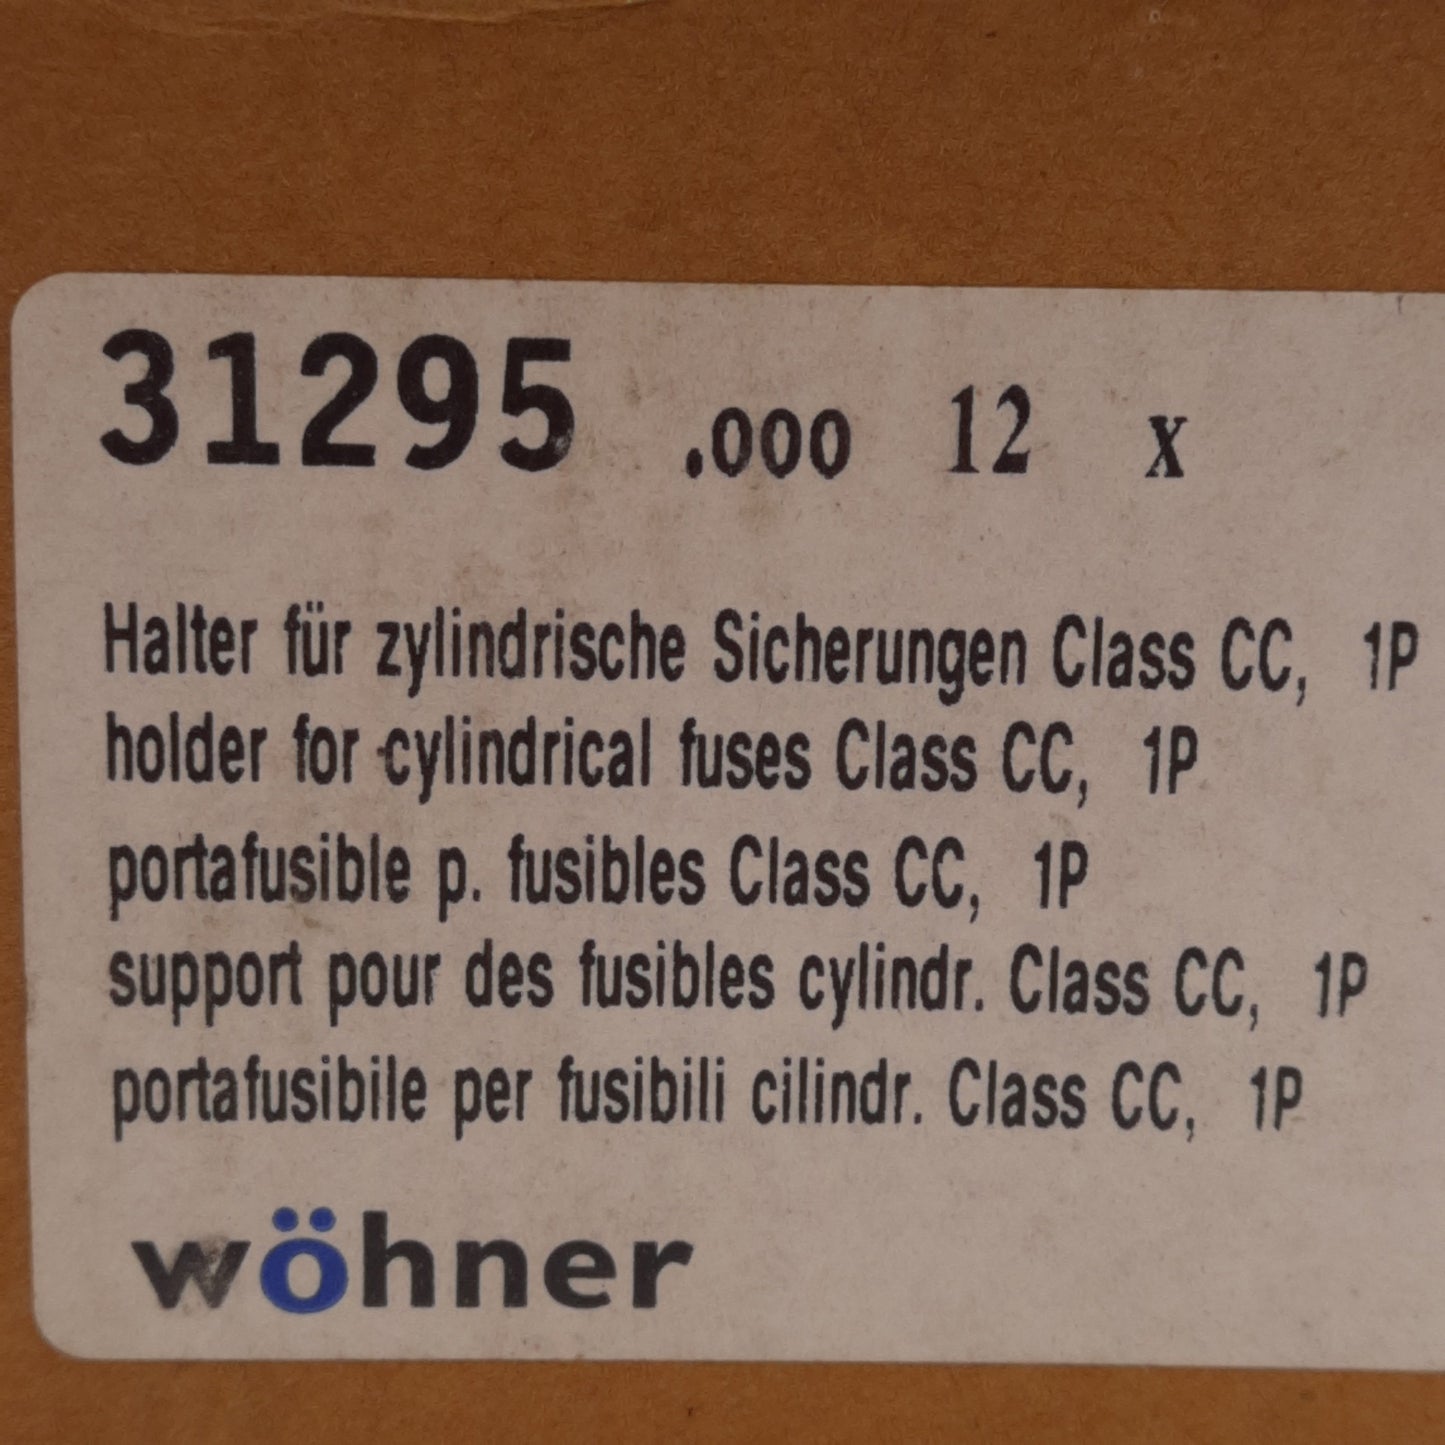 31295 .000 12 x
Halter für zylindrische Sicherungen Class CC, 1P
holder for cylindrical fuses Class CC, 1P
portafusible p. fusibles Class CC, 1P
support pour des fusibles cylindr. Class CC, 1P
portafusibile per fusibili cilindr. Class CC, 1P
wöhner